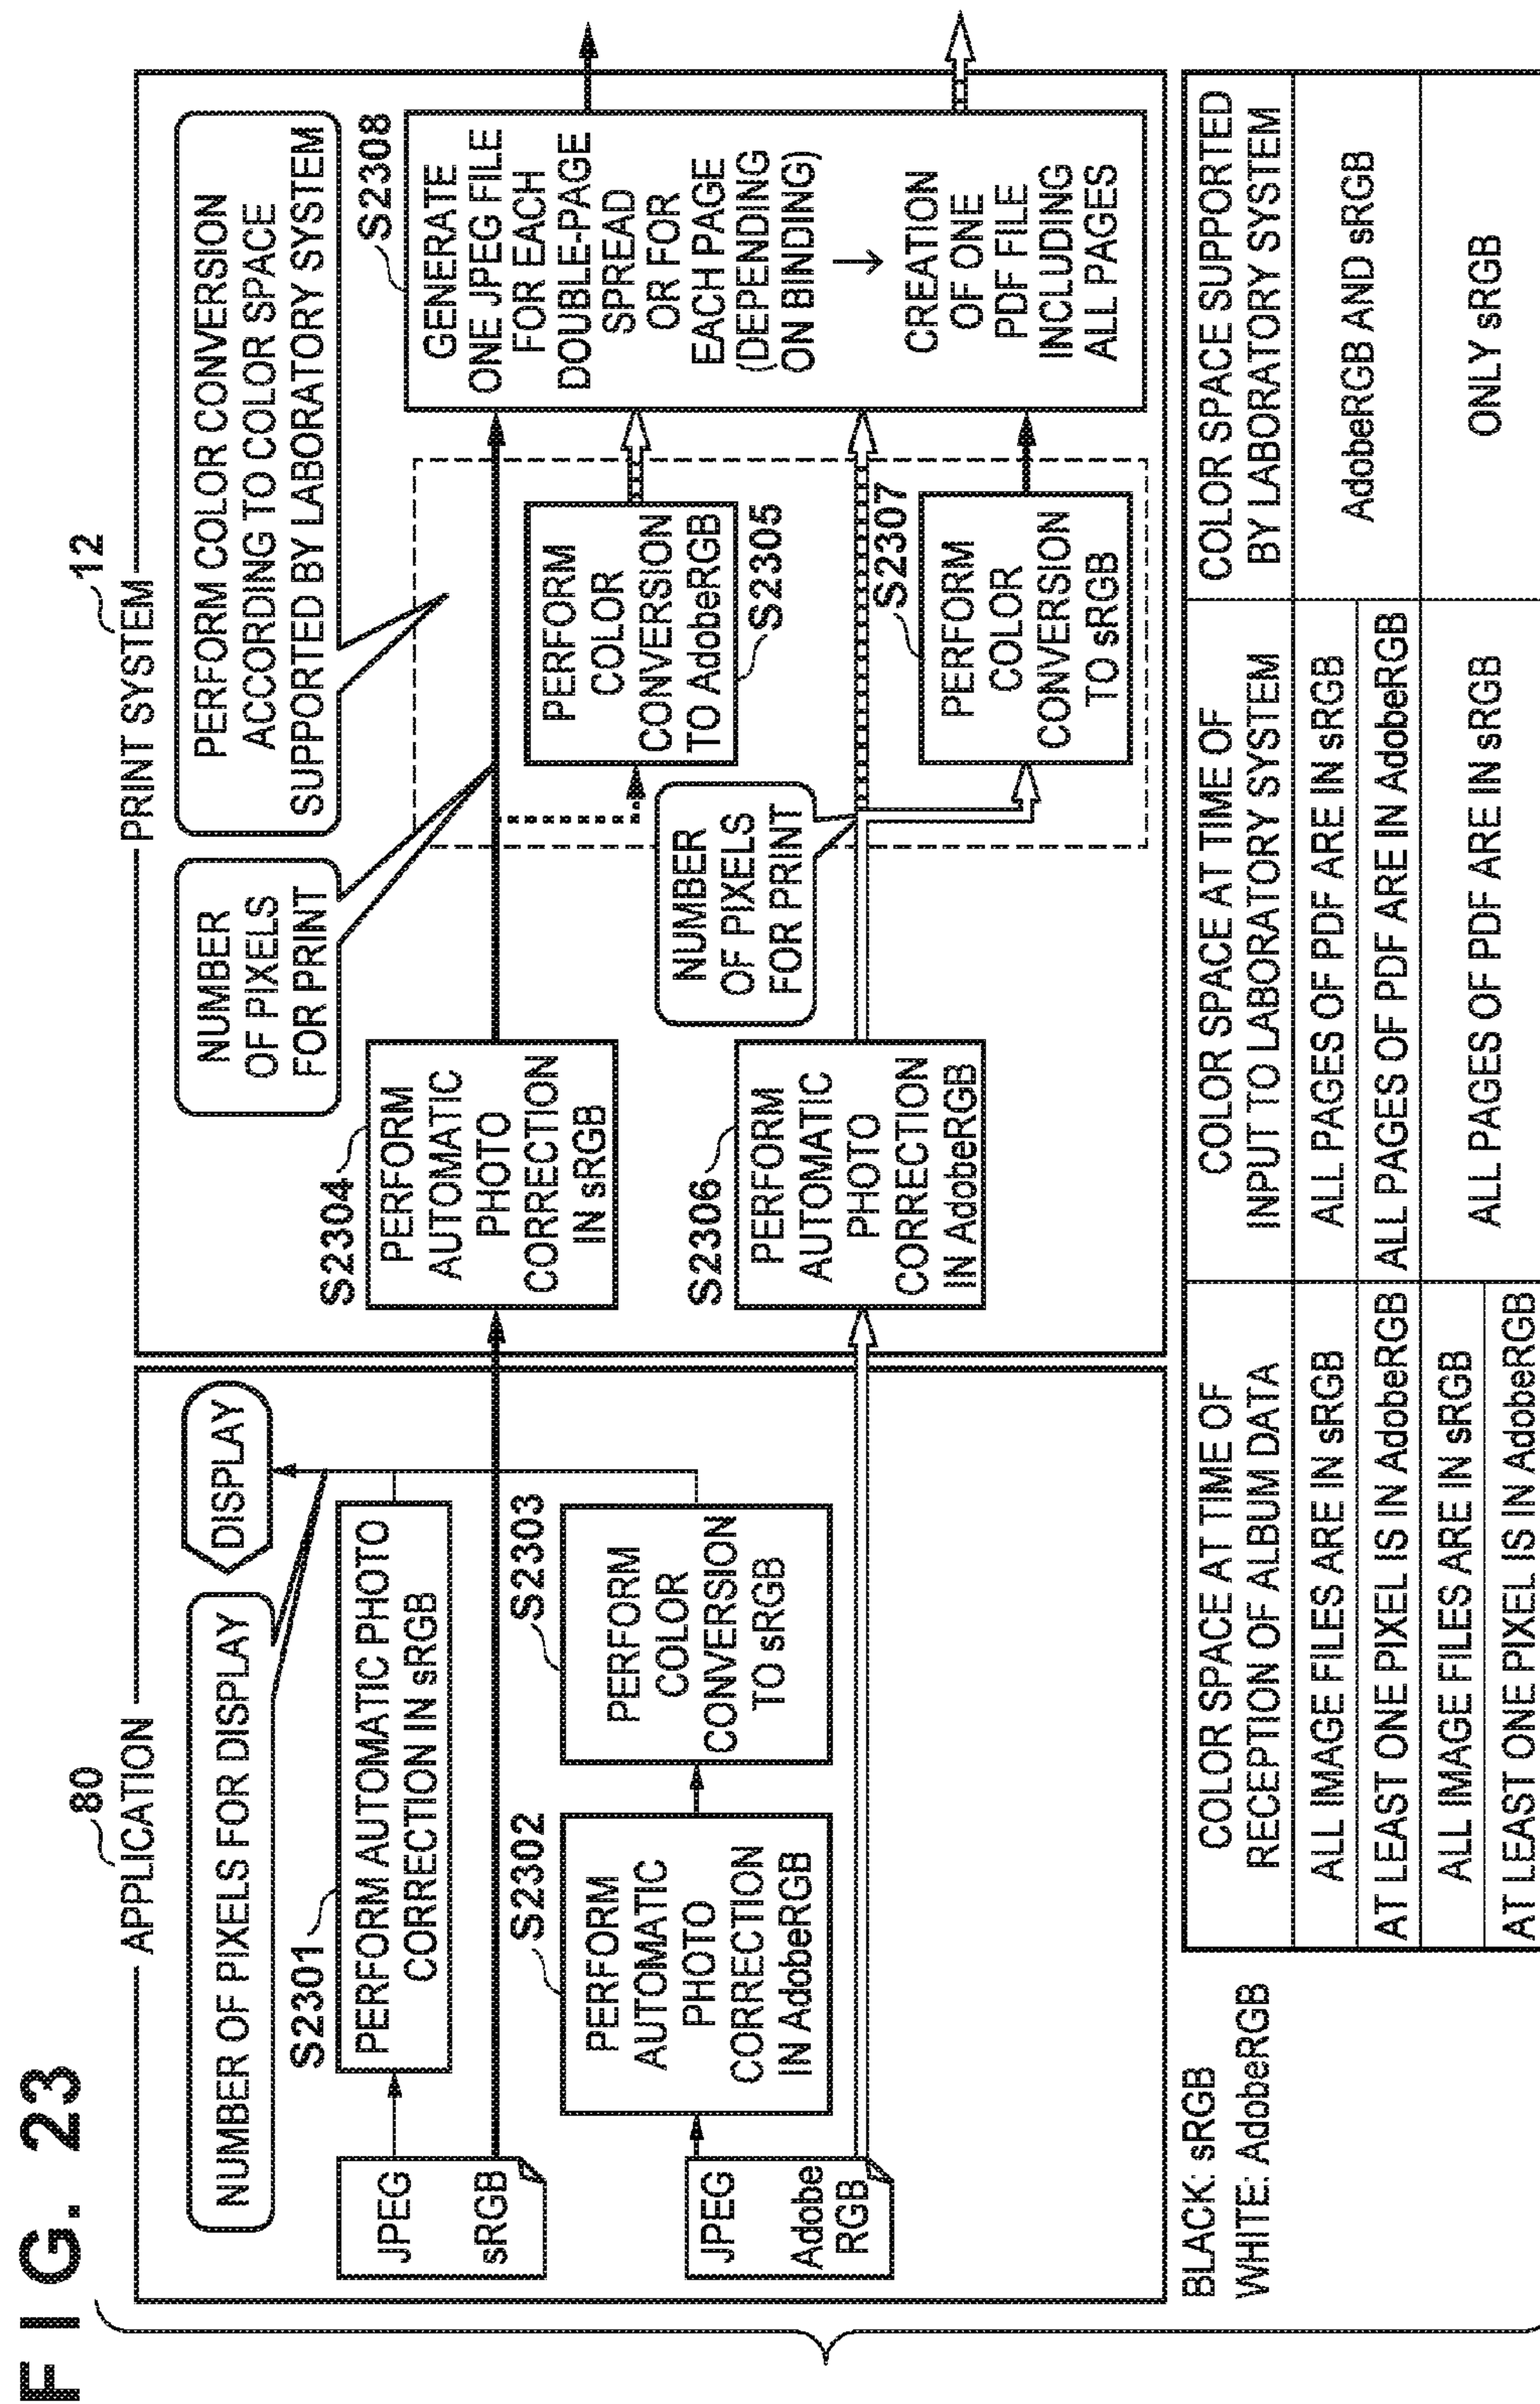 FIG. 23
80
APPLICATION
NUMBER OF PIXELS FOR DISPLAY
DISPLAY
S2301
PERFORM AUTOMATIC PHOTO
CORRECTION IN sRGB
JPEG
sRGB
S2302
PERFORM
AUTOMATIC
PHOTO
CORRECTION
IN AdobeRGB
S2303
PERFORM
COLOR
CONVERSION
TO sRGB
JPEG
Adobe
RGB
12
PRINT SYSTEM
NUMBER
OF PIXELS
FOR PRINT
PERFORM COLOR CONVERSION
ACCORDING TO COLOR SPACE
SUPPORTED BY LABORATORY SYSTEM
S2304
PERFORM
AUTOMATIC
PHOTO
CORRECTION
IN sRGB
PERFORM
COLOR
CONVERSION
TO AdobeRGB
S2305
S2306
PERFORM
AUTOMATIC
PHOTO
CORRECTION
IN AdobeRGB
NUMBER
OF PIXELS
FOR PRINT
S2307
PERFORM
COLOR
CONVERSION
TO sRGB
S2308
GENERATE
ONE JPEG FILE
FOR EACH
DOUBLE-PAGE
SPREAD
OR FOR
EACH PAGE
(DEPENDING
ON BINDING)
→
CREATION
OF ONE
PDF FILE
INCLUDING
ALL PAGES
BLACK: sRGB
WHITE: AdobeRGB
COLOR SPACE AT TIME OF
RECEPTION OF ALBUM DATA
COLOR SPACE AT TIME OF
INPUT TO LABORATORY SYSTEM
COLOR SPACE SUPPORTED
BY LABORATORY SYSTEM
ALL IMAGE FILES ARE IN sRGB
ALL PAGES OF PDF ARE IN sRGB
AdobeRGB AND sRGB
AT LEAST ONE PIXEL IS IN AdobeRGB
ALL PAGES OF PDF ARE IN AdobeRGB
ALL IMAGE FILES ARE IN sRGB
ALL PAGES OF PDF ARE IN sRGB
ONLY sRGB
AT LEAST ONE PIXEL IS IN AdobeRGB